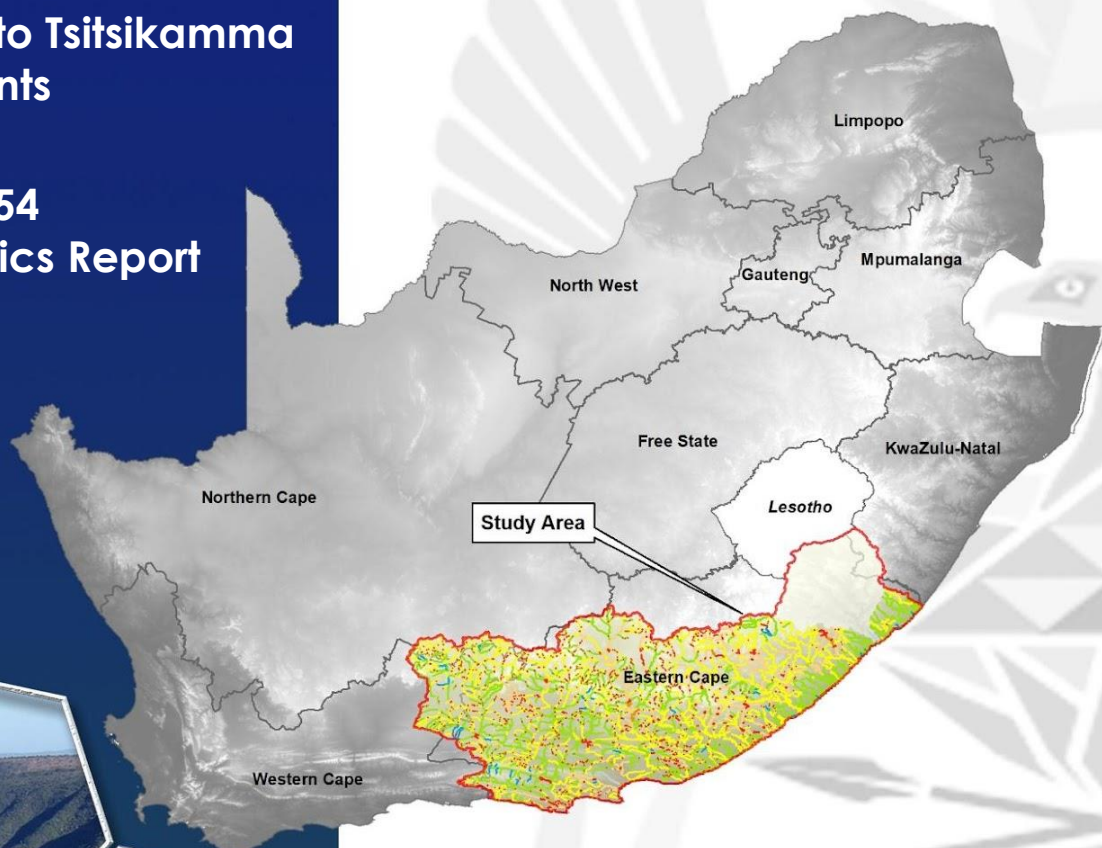 to Tsitsikamma
nts
54
ics Report
Limpopo
Mpumalanga
Gauteng
North West
Free State
KwaZulu-Natal
Northern Cape
Lesotho
Study Area
Eastern Cape
Western Cape